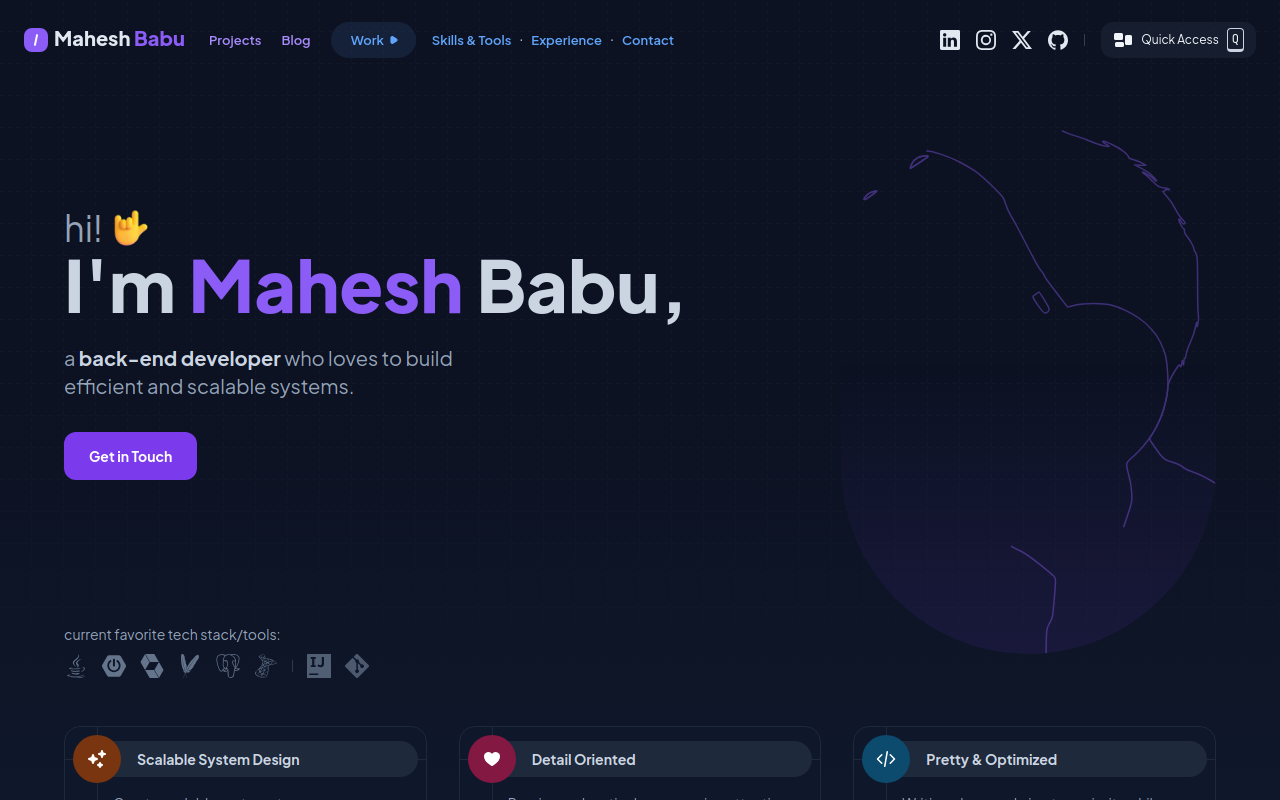 / Mahesh Babu Projects Blog Work Skills & Tools · Experience · Contact Quick Access Q
hi! 🤟
I'm Mahesh Babu,
a back-end developer who loves to build
efficient and scalable systems.
Get in Touch
current favorite tech stack/tools:
IJ
Scalable System Design Detail Oriented Pretty & Optimized